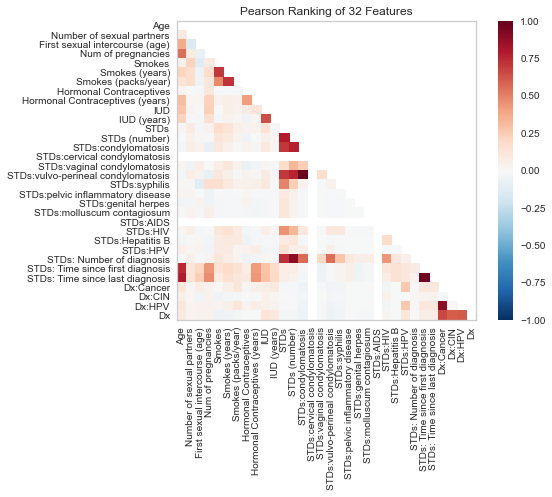 Pearson Ranking of 32 Features
Age
Number of sexual partners
First sexual intercourse (age)
Num of pregnancies
Smokes
Smokes (years)
Smokes (packs/year)
Hormonal Contraceptives
Hormonal Contraceptives (years)
IUD
IUD (years)
STDs
STDs (number)
STDs:condylomatosis
STDs:cervical condylomatosis
STDs:vaginal condylomatosis
STDs:vulvo-perineal condylomatosis
STDs:syphilis
STDs:pelvic inflammatory disease
STDs:genital herpes
STDs:molluscum contagiosum
STDs:AIDS
STDs:HIV
STDs:Hepatitis B
STDs:HPV
STDs: Number of diagnosis
STDs: Time since first diagnosis
STDs: Time since last diagnosis
Dx:Cancer
Dx:CIN
Dx:HPV
Dx
Age
Number of sexual partners
First sexual intercourse (age)
Num of pregnancies
Smokes
Smokes (years)
Smokes (packs/year)
Hormonal Contraceptives
Hormonal Contraceptives (years)
IUD
IUD (years)
STDs
STDs (number)
STDs:condylomatosis
STDs:cervical condylomatosis
STDs:vaginal condylomatosis
STDs:vulvo-perineal condylomatosis
STDs:syphilis
STDs:pelvic inflammatory disease
STDs:genital herpes
STDs:molluscum contagiosum
STDs:AIDS
STDs:HIV
STDs:Hepatitis B
STDs:HPV
STDs: Number of diagnosis
STDs: Time since first diagnosis
STDs: Time since last diagnosis
Dx:Cancer
Dx:CIN
Dx:HPV
Dx
1.00
0.75
0.50
0.25
0.00
−0.25
−0.50
−0.75
−1.00